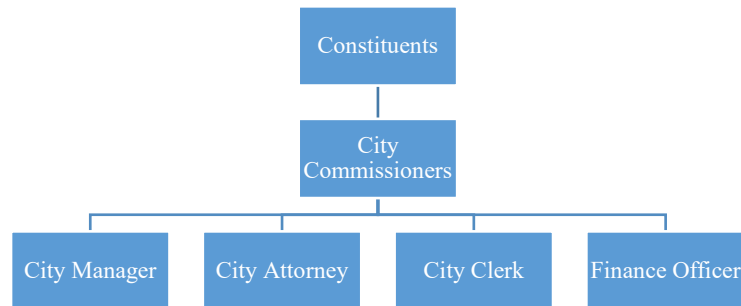 Constituents
City
Commissioners
City Manager
City Attorney
City Clerk
Finance Officer